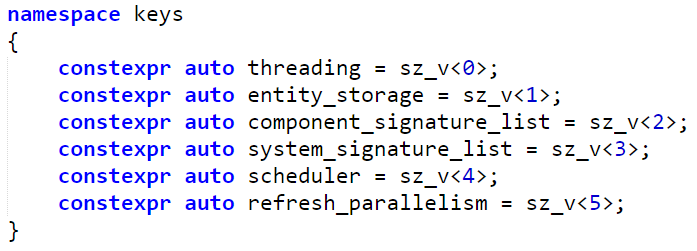 namespace keys
{
    constexpr auto threading = sz_v<0>;
    constexpr auto entity_storage = sz_v<1>;
    constexpr auto component_signature_list = sz_v<2>;
    constexpr auto system_signature_list = sz_v<3>;
    constexpr auto scheduler = sz_v<4>;
    constexpr auto refresh_parallelism = sz_v<5>;
}